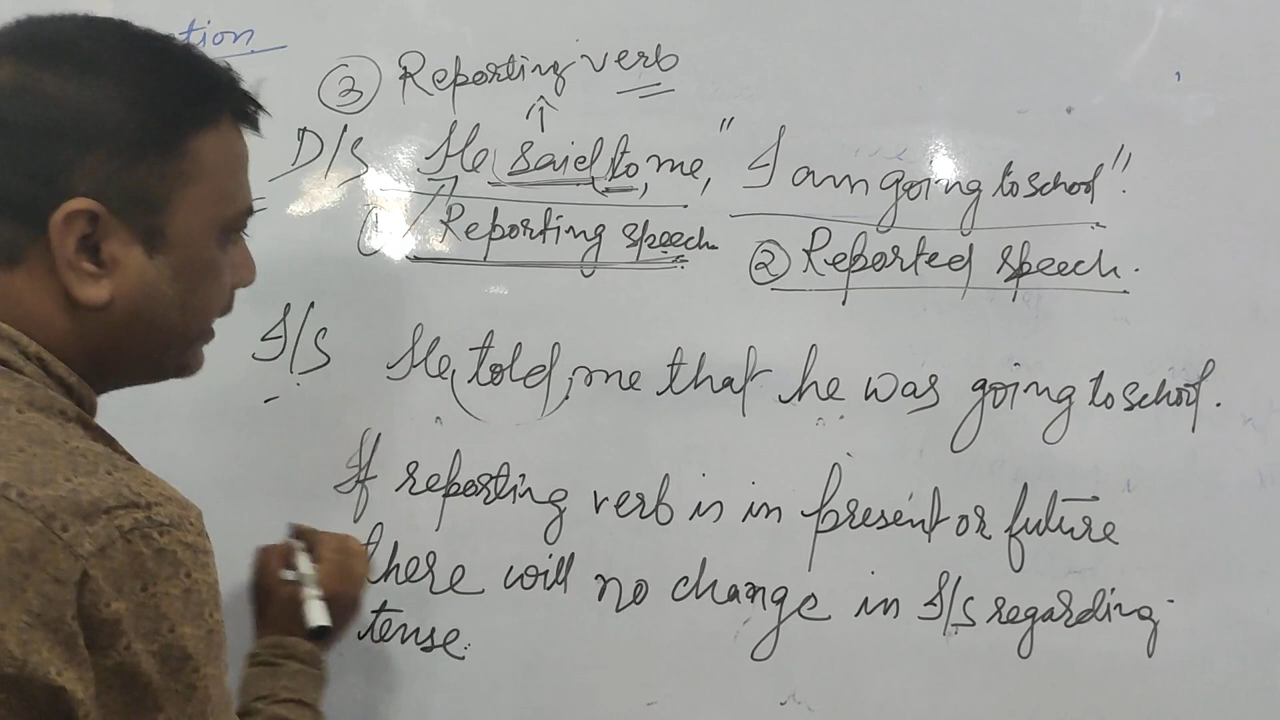 ③ Reporting verb
D/S He said to me, "I am going to school".
① Reporting speech ② Reported speech.
I/S He told me that he was going to school.
If reporting verb is in present or future
there will no change in I/S regarding
tense.